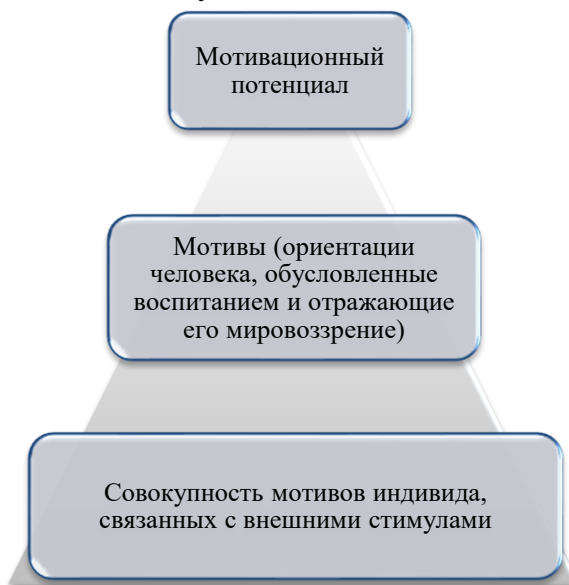 Мотивационный
потенциал
Мотивы (ориентации
человека, обусловленные
воспитанием и отражающие
его мировоззрение)
Совокупность мотивов индивида,
связанных с внешними стимулами